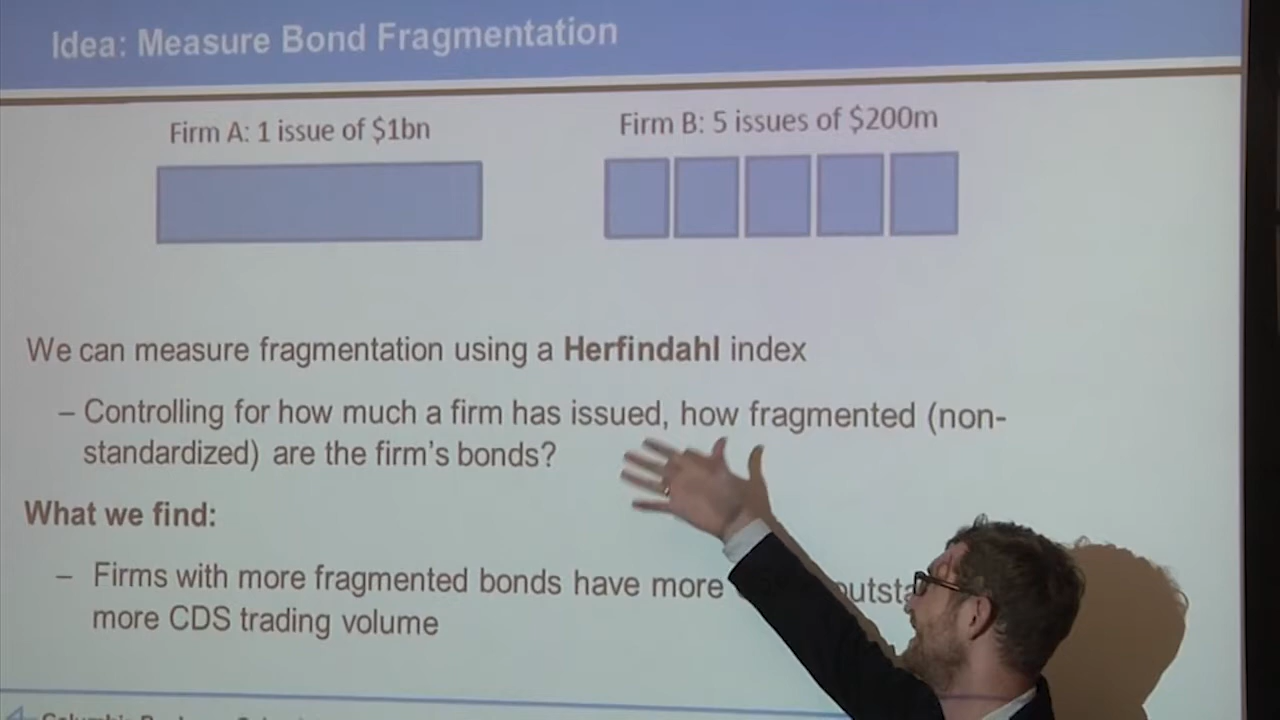 Idea: Measure Bond Fragmentation
Firm A: 1 issue of $1bn
Firm B: 5 issues of $200m
We can measure fragmentation using a Herfindahl index
– Controlling for how much a firm has issued, how fragmented (non-
standardized) are the firm's bonds?
What we find:
– Firms with more fragmented bonds have more
more CDS trading volume